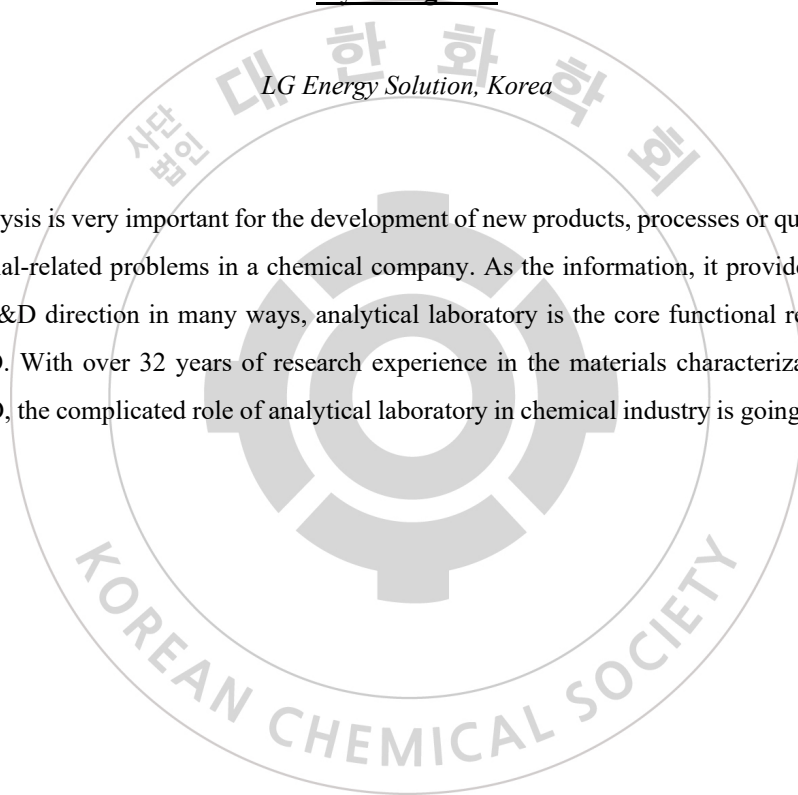 LG Energy Solution, Korea
사단
법인
대한화학회
ysis is very important for the development of new products, processes or qu
al-related problems in a chemical company. As the information, it provide
&D direction in many ways, analytical laboratory is the core functional re
. With over 32 years of research experience in the materials characteriza
, the complicated role of analytical laboratory in chemical industry is going
KOREAN CHEMICAL SOCIETY